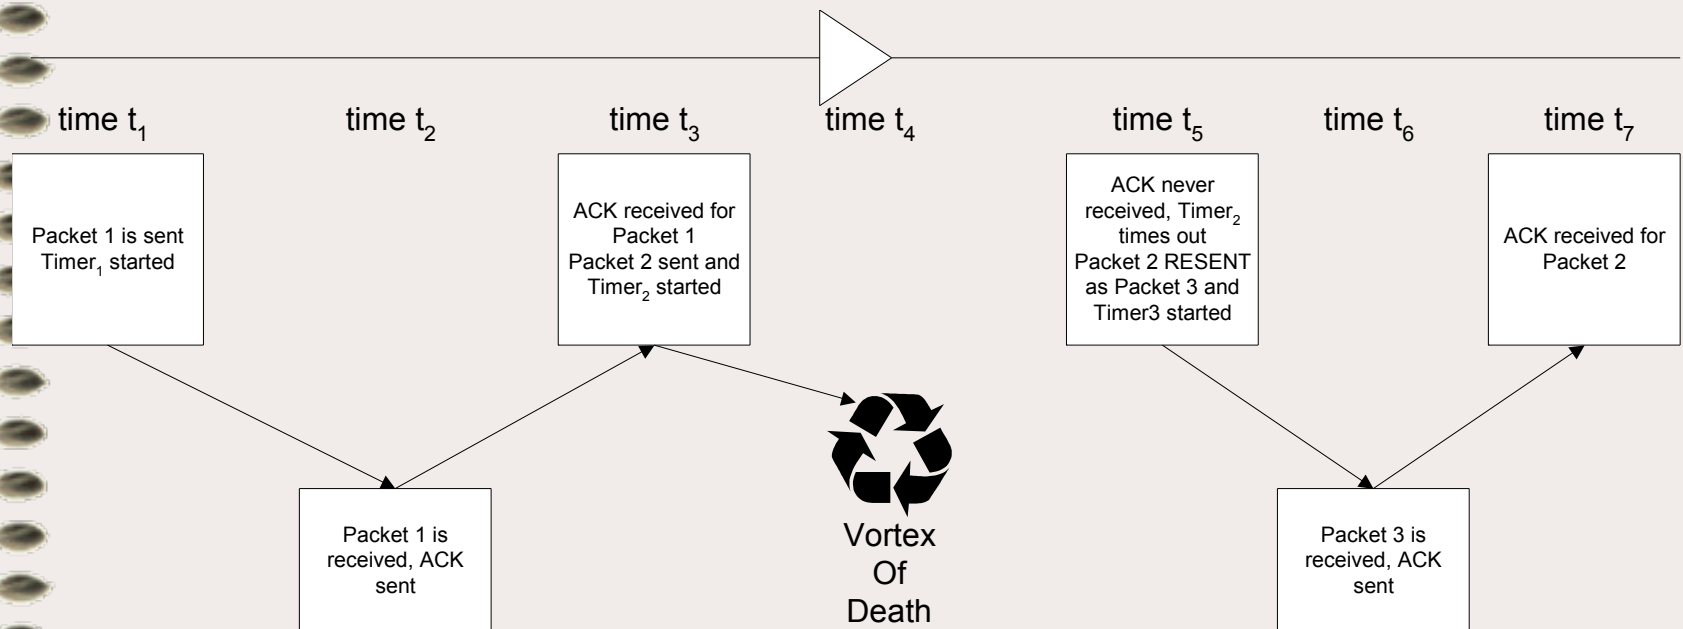 time t₁
time t₂
time t₃
time t₄
time t₅
time t₆
time t₇
Packet 1 is sent
Timer₁ started
ACK received for
Packet 1
Packet 2 sent and
Timer₂ started
ACK never
received, Timer₂
times out
Packet 2 RESENT
as Packet 3 and
Timer3 started
ACK received for
Packet 2
Packet 1 is
received, ACK
sent
Vortex
Of
Death
Packet 3 is
received, ACK
sent